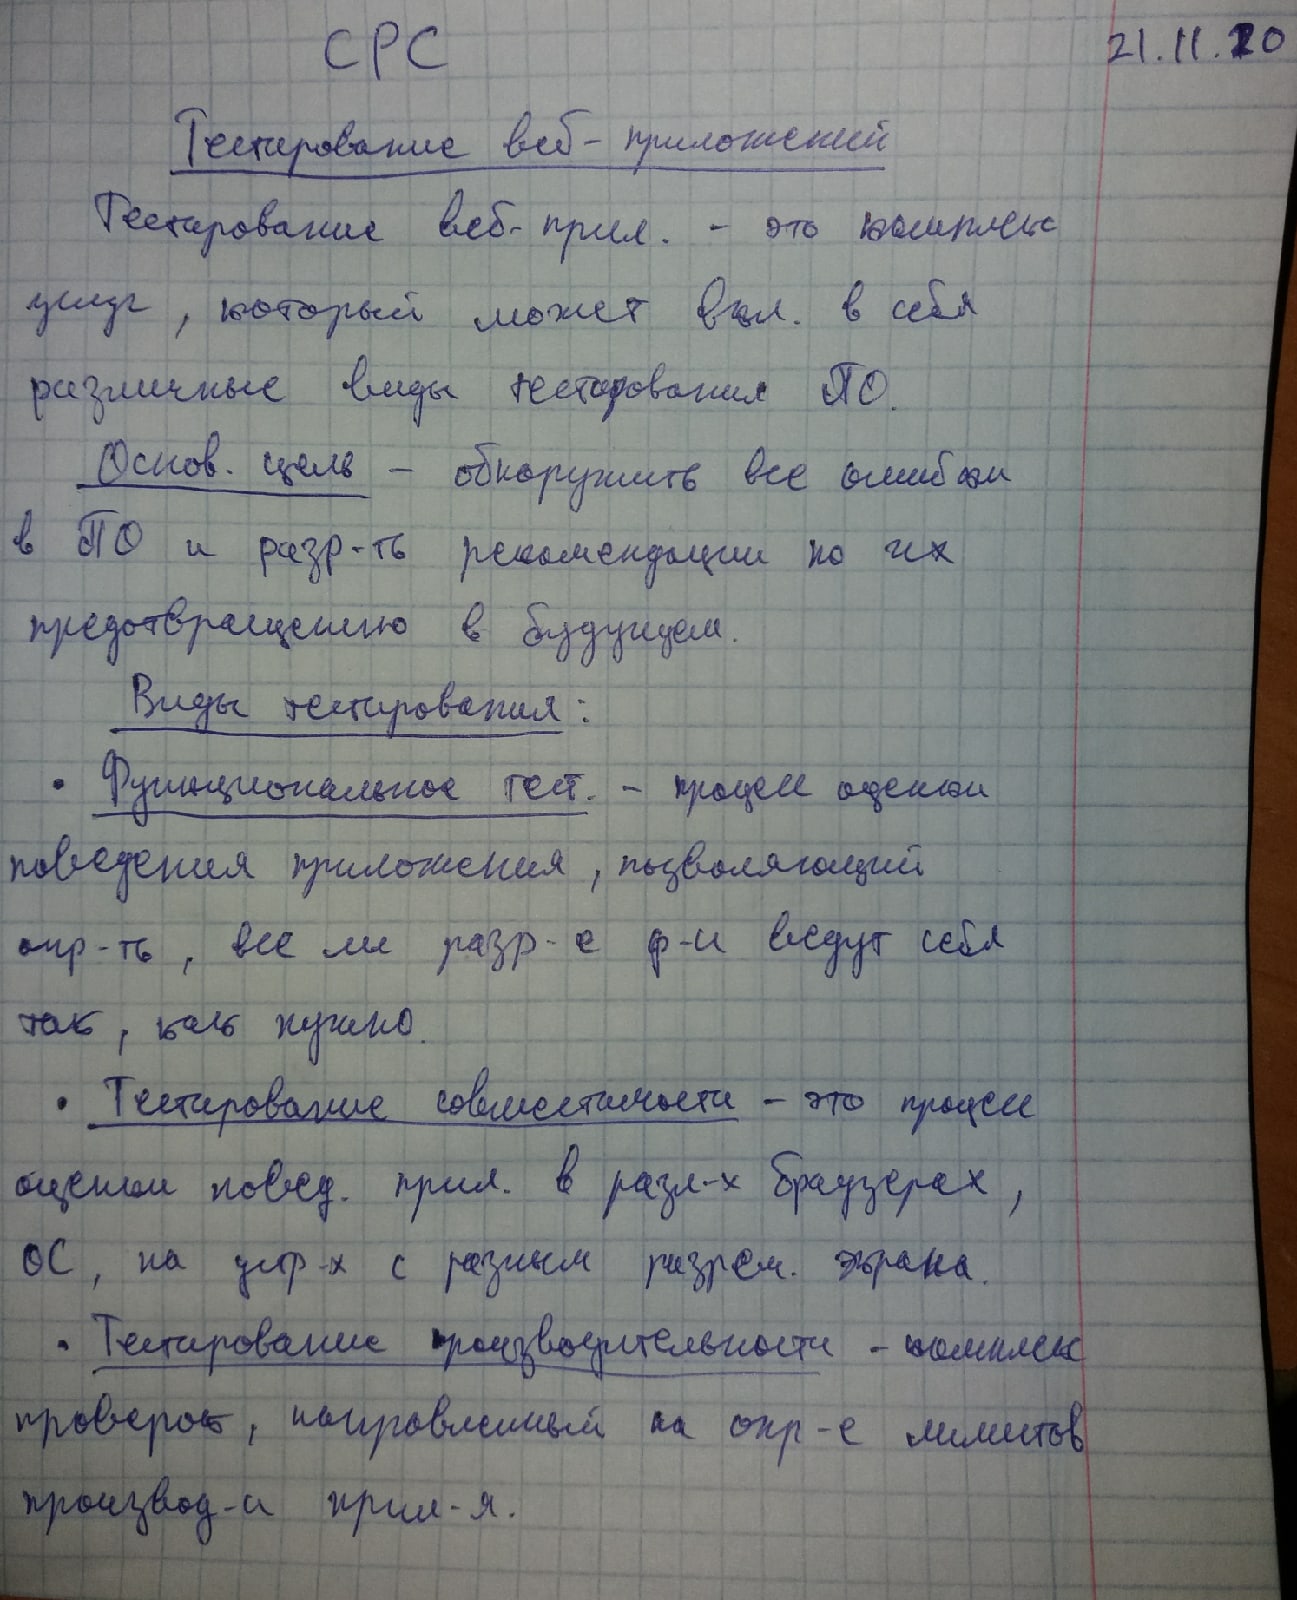 СРС
21.11.20
Тестирование веб-приложений
Тестирование веб-прил. - это комплекс
услуг, который может вкл. в себя
различные виды тестирования ПО.
Основ. цель - обнаружить все ошибки
в ПО и разр-ть рекомендации по их
предотвращению в будущем.
Виды тестирования:
• Функциональное тест. - процесс оценки
поведения приложения, позволяющий
опр-ть, все ли разр-е ф-и ведут себя
так, как нужно.
• Тестирование совместимости - это процесс
оценки повед. прил. в разл-х браузерах,
ОС, на устр-х с разным разреш. экрана.
• Тестирование производительности - комплекс
проверок, направленный на опр-е лимитов
производ-и прил-я.